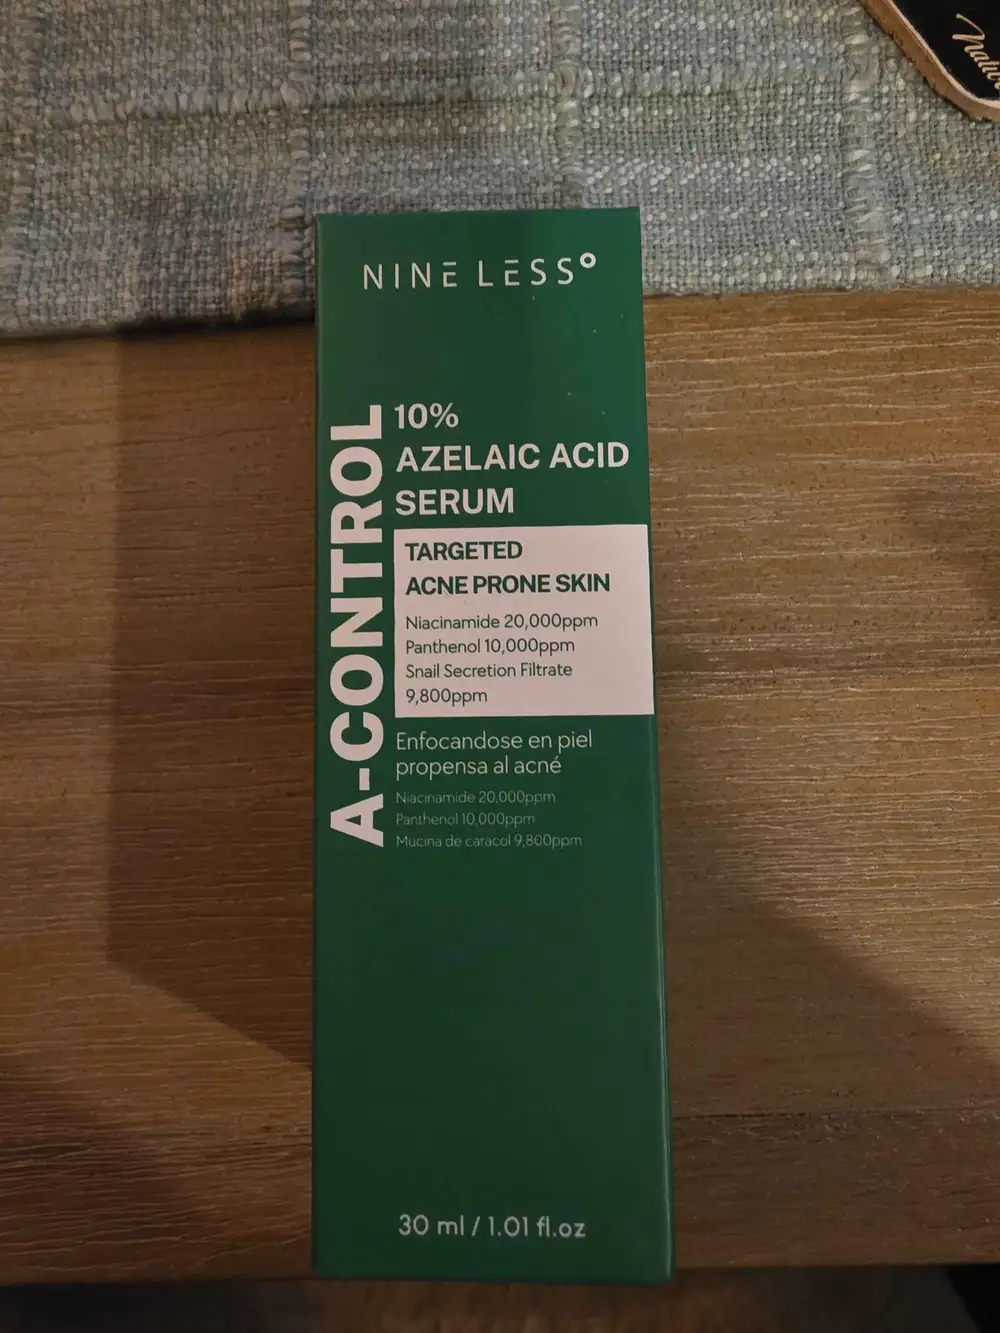 NINE LESS°
A-CONTROL
10%
AZELAIC ACID
SERUM
TARGETED
ACNE PRONE SKIN
Niacinamide 20,000ppm
Panthenol 10,000ppm
Snail Secretion Filtrate
9,800ppm
Enfocandose en piel
propensa al acné
Niacinamide 20,000ppm
Panthenol 10,000ppm
Mucina de caracol 9,800ppm
30 ml / 1.01 fl.oz